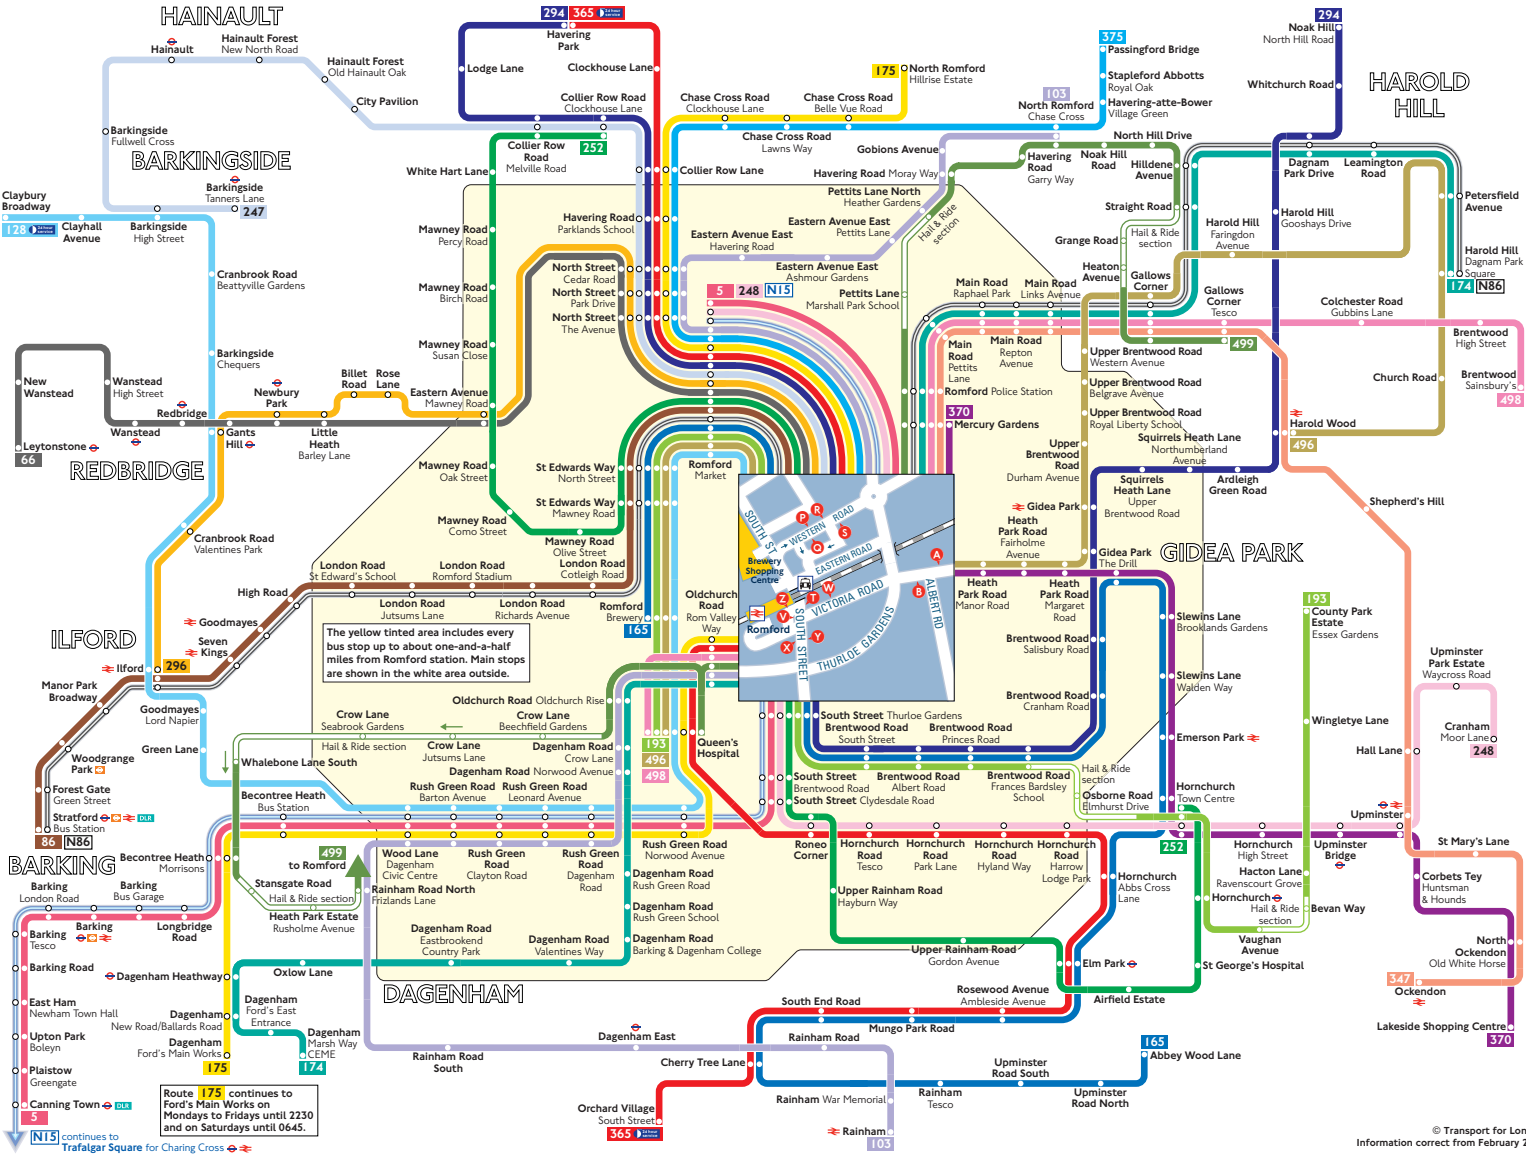 HAINAULT
Hainault
Hainault Forest
New North Road
Hainault Forest
Old Hainault Oak
City Pavilion
Barkingside
Fullwell Cross
BARKINGSIDE
Barkingside
Tanners Lane
247
Claybury
Broadway
128
24 hour
service
Clayhall
Avenue
Barkingside
High Street
Cranbrook Road
Beattyville Gardens
Barkingside
Chequers
294
365
24 hour
service
Havering
Park
Lodge Lane
Clockhouse Lane
Collier Row Road
Clockhouse Lane
Collier Row
Road
Melville Road
252
White Hart Lane
Mawney Road
Percy Road
Mawney Road
Birch Road
Mawney Road
Susan Close
Eastern Avenue
Mawney Road
Mawney Road
Oak Street
Mawney Road
Como Street
Mawney Road
Olive Street
Chase Cross Road
Clockhouse Lane
Chase Cross Road
Belle Vue Road
Chase Cross Road
Lawns Way
175
North Romford
Hillrise Estate
Collier Row Lane
Havering Road
Parklands School
North Street
Cedar Road
North Street
Park Drive
North Street
The Avenue
375
Passingford Bridge
Stapleford Abbotts
Royal Oak
Havering-atte-Bower
Village Green
103
North Romford
Chase Cross
Gobions Avenue
Havering Road Moray Way
Pettits Lane North
Heather Gardens
Eastern Avenue East
Pettits Lane
Eastern Avenue East
Havering Road
Eastern Avenue East
Ashmour Gardens
Hail & Ride
section
Pettits Lane
Marshall Park School
5
248
N15
North Hill Drive
Havering
Road
Garry Way
Noak Hill
Road
Hilldene
Avenue
Straight Road
Hail & Ride
section
Grange Road
Heaton
Avenue
Gallows
Corner
294
Noak Hill
North Hill Road
Whitchurch Road
HAROLD
HILL
Dagnam
Park Drive
Leamington
Road
Petersfield
Avenue
Harold Hill
Gooshays Drive
Harold Hill
Faringdon
Avenue
Harold Hill
Dagnam Park
Square
174
N86
Main Road
Raphael Park
Main Road
Links Avenue
Gallows
Corner
Tesco
Colchester Road
Gubbins Lane
Brentwood
High Street
Brentwood
Sainsbury's
498
499
Main
Road
Pettits
Lane
Main Road
Repton
Avenue
Romford Police Station
370
Mercury Gardens
Upper Brentwood Road
Western Avenue
Upper Brentwood Road
Belgrave Avenue
Upper Brentwood Road
Royal Liberty School
Upper
Brentwood
Road
Durham Avenue
Church Road
Harold Wood
496
Squirrels Heath Lane
Northumberland
Avenue
Squirrels
Heath Lane
Upper
Brentwood Road
Ardleigh
Green Road
Shepherd's Hill
Gidea Park
Heath
Park Road
Fairholme
Avenue
Gidea Park
The Drill
GIDEA PARK
New
Wanstead
Leytonstone
66
Wanstead
High Street
Wanstead
Redbridge
REDBRIDGE
Gants
Hill
Newbury
Park
Billet
Road
Rose
Lane
Little
Heath
Barley Lane
Cranbrook Road
Valentines Park
St Edwards Way
North Street
St Edwards Way
Mawney Road
Romford
Market
London Road
St Edward's School
London Road
Romford Stadium
London Road
Cotleigh Road
London Road
Jutsums Lane
London Road
Richards Avenue
High Road
Goodmayes
Seven
Kings
ILFORD
Ilford
296
Manor Park
Broadway
Goodmayes
Lord Napier
Green Lane
Woodgrange
Park
Forest Gate
Green Street
Stratford
DLR
Bus Station
86
N86
The yellow tinted area includes every
bus stop up to about one-and-a-half
miles from Romford station. Main stops
are shown in the white area outside.
Romford
Brewery
165
Oldchurch
Road
Rom Valley
Way
SOUTH ST
WESTERN ROAD
EASTERN ROAD
VICTORIA ROAD
THURLOE GARDENS
SOUTH STREET
ALBERT RD
Brewery
Shopping
Centre
Romford
P
R
S
Q
A
B
Z
T
W
V
Y
X
Heath
Park Road
Manor Road
Heath
Park Road
Margaret
Road
Brentwood Road
Salisbury Road
Brentwood Road
Cranham Road
Slewins Lane
Brooklands Gardens
Slewins Lane
Walden Way
Emerson Park
193
County Park
Estate
Essex Gardens
Wingletye Lane
Upminster
Park Estate
Waycross Road
Cranham
Moor Lane
248
Hall Lane
Oldchurch Road Oldchurch Rise
Crow Lane
Seabrook Gardens
Crow Lane
Beechfield Gardens
Hail & Ride section
Crow Lane
Jutsums Lane
Dagenham Road
Crow Lane
Dagenham Road Norwood Avenue
193
496
498
Queen's
Hospital
Whalebone Lane South
Becontree Heath
Bus Station
Rush Green Road
Barton Avenue
Rush Green Road
Leonard Avenue
South Street Thurloe Gardens
Brentwood Road
South Street
Brentwood Road
Princes Road
South Street
Brentwood Road
South Street Clydesdale Road
Brentwood Road
Albert Road
Brentwood Road
Frances Bardsley
School
Hail & Ride
section
Osborne Road
Elmhurst Drive
Hornchurch
Town Centre
252
Upminster
BARKING
Becontree Heath
Morrisons
499
to Romford
Stansgate Road
Hail & Ride section
Heath Park Estate
Rusholme Avenue
Wood Lane
Dagenham
Civic Centre
Rush Green
Road
Clayton Road
Rush Green
Road
Dagenham
Road
Rush Green Road
Norwood Avenue
Rainham Road North
Frizlands Lane
Dagenham Road
Rush Green Road
Dagenham Road
Rush Green School
Dagenham Road
Barking & Dagenham College
Dagenham Road
Eastbrookend
Country Park
Dagenham Road
Valentines Way
DAGENHAM
Roneo
Corner
Hornchurch
Road
Tesco
Hornchurch
Road
Park Lane
Hornchurch
Road
Hyland Way
Hornchurch
Road
Harrow
Lodge Park
Upper Rainham Road
Hayburn Way
Upper Rainham Road
Gordon Avenue
Hornchurch
Abbs Cross
Lane
Hornchurch
High Street
Upminster
Bridge
Hacton Lane
Ravenscourt Grove
Hornchurch
Hail & Ride
section
Bevan Way
Vaughan
Avenue
St George's Hospital
Elm Park
Airfield Estate
St Mary's Lane
Corbets Tey
Huntsman
& Hounds
North
Ockendon
Old White Horse
347
Ockendon
Lakeside Shopping Centre
370
Barking
London Road
Barking
Bus Garage
Barking
Tesco
Barking
Longbridge
Road
Barking Road
East Ham
Newham Town Hall
Upton Park
Boleyn
Plaistow
Greengate
Canning Town
DLR
5
N15 continues to
Trafalgar Square for Charing Cross
Dagenham Heathway
Oxlow Lane
Dagenham
New Road/Ballards Road
Dagenham
Ford's Main Works
175
Dagenham
Ford's East
Entrance
Dagenham
Marsh Way
CEME
174
Route 175 continues to
Ford's Main Works on
Mondays to Fridays until 2230
and on Saturdays until 0645.
Rainham Road
South
Dagenham East
Rainham Road
South End Road
Mungo Park Road
Rosewood Avenue
Ambleside Avenue
Cherry Tree Lane
Orchard Village
South Street
365
24 hour
service
Rainham War Memorial
Rainham
103
Rainham
Tesco
Upminster
Road South
Upminster
Road North
165
Abbey Wood Lane
© Transport for Lon
Information correct from February 2